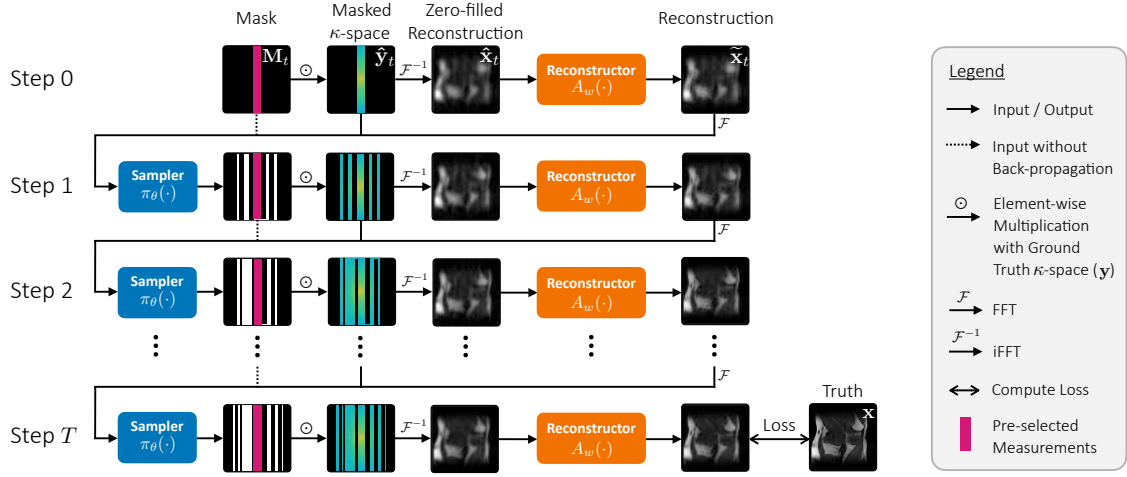 Mask
Masked
κ-space
Zero-filled
Reconstruction
Reconstruction
Step 0
M_t
⊙
ŷ_t
F⁻¹
x̂_t
Reconstructor
A_w(·)
x̃_t
F
Step 1
Sampler
π_θ(·)
⊙
F⁻¹
Reconstructor
A_w(·)
F
Step 2
Sampler
π_θ(·)
⊙
F⁻¹
Reconstructor
A_w(·)
F
Step T
Sampler
π_θ(·)
⊙
F⁻¹
Reconstructor
A_w(·)
Loss
Truth
x
Legend
Input / Output
Input without
Back-propagation
⊙
Element-wise
Multiplication
with Ground
Truth κ-space (y)
F
FFT
F⁻¹
iFFT
Compute Loss
Pre-selected
Measurements